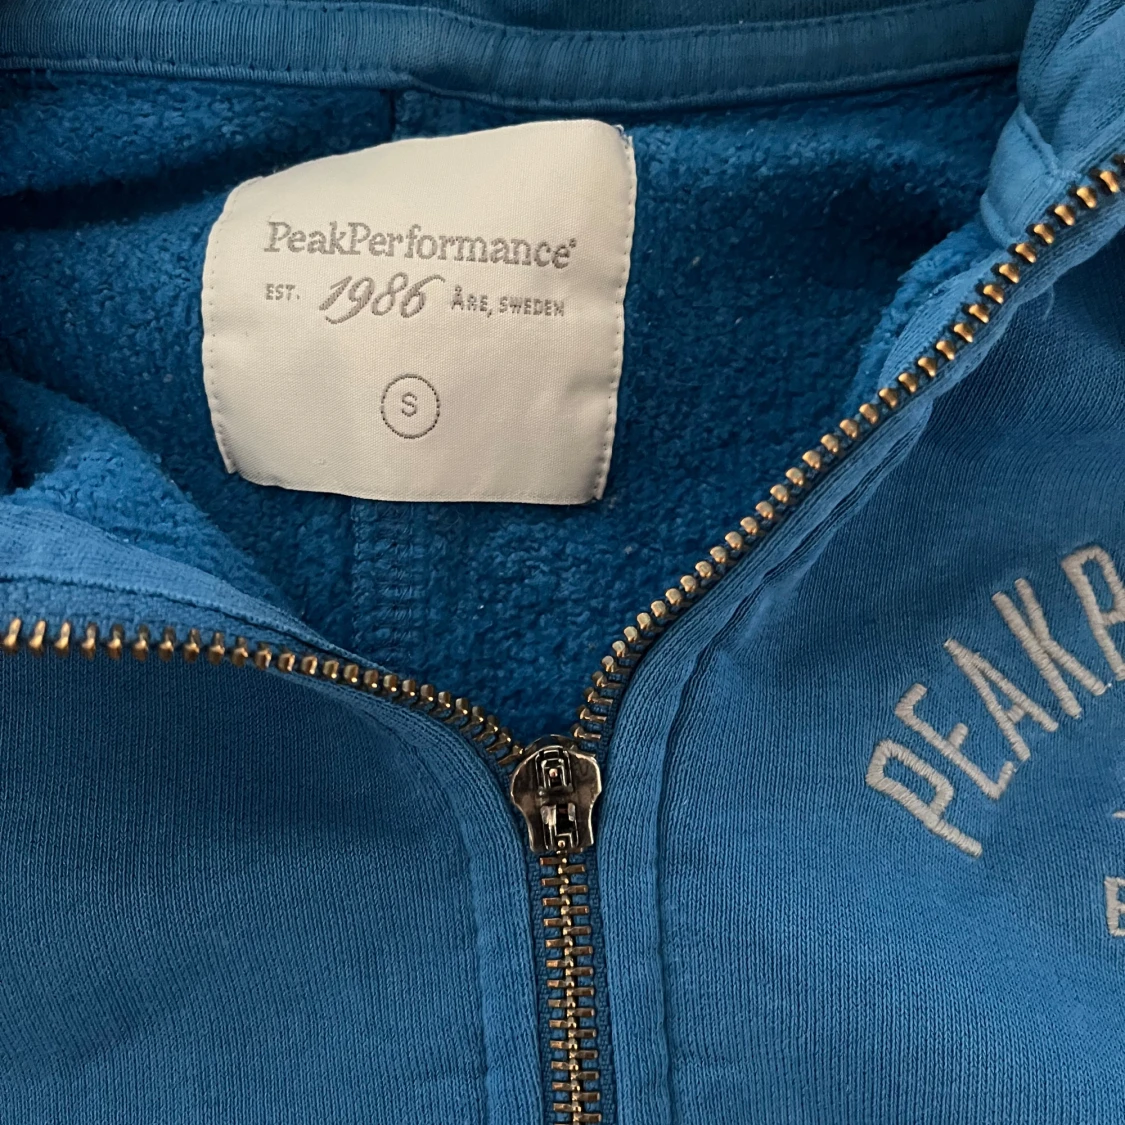 PeakPerformance®
EST. 1986 ÅRE, SWEDEN
S
PEAKP
E